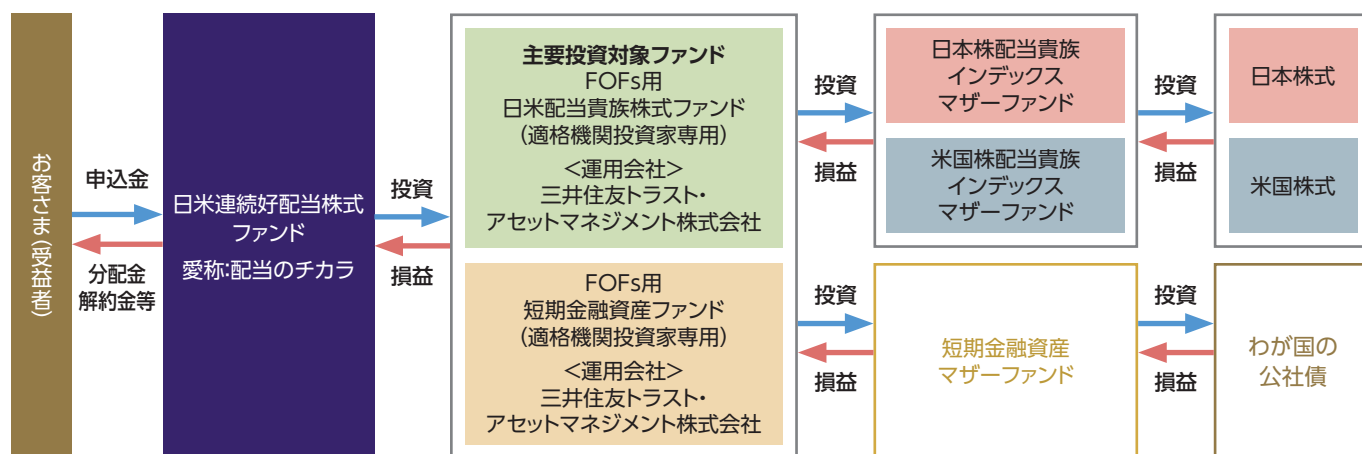 お客さま(受益者)
申込金
分配金
解約金等
日米連続好配当株式
ファンド
愛称:配当のチカラ
投資
損益
主要投資対象ファンド
FOFs用
日米配当貴族株式ファンド
(適格機関投資家専用)
<運用会社>
三井住友トラスト・
アセットマネジメント株式会社
FOFs用
短期金融資産ファンド
(適格機関投資家専用)
<運用会社>
三井住友トラスト・
アセットマネジメント株式会社
投資
損益
投資
損益
日本株配当貴族
インデックス
マザーファンド
米国株配当貴族
インデックス
マザーファンド
短期金融資産
マザーファンド
投資
損益
投資
損益
日本株式
米国株式
わが国の
公社債